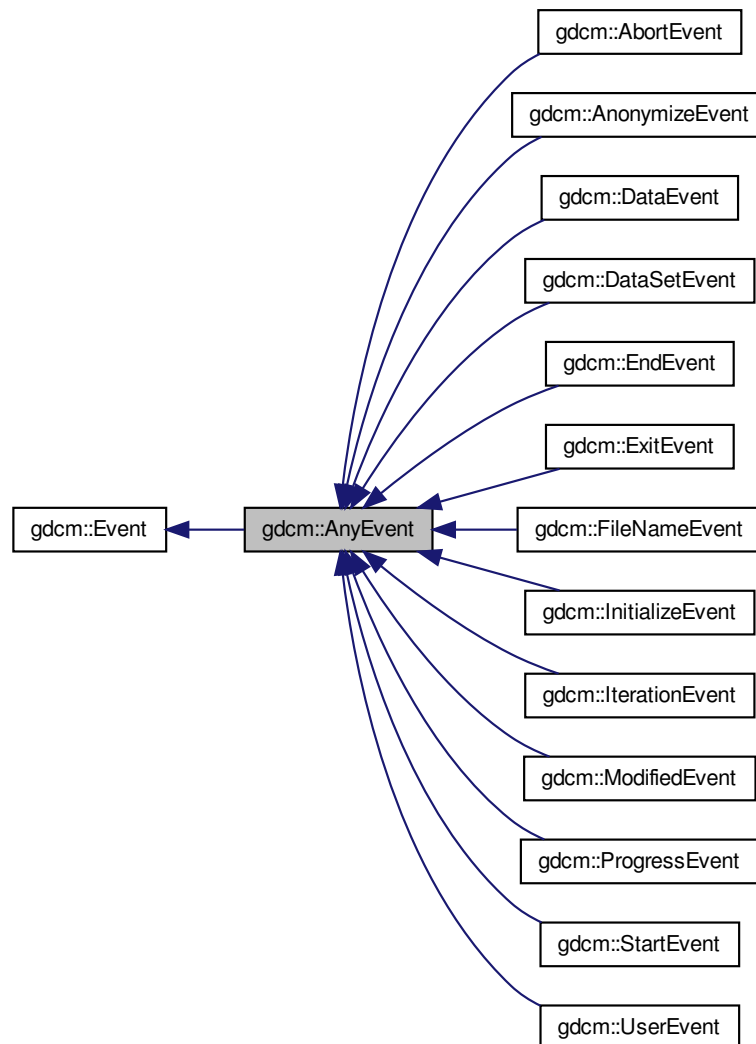 gdcm::AbortEvent
gdcm::AnonymizeEvent
gdcm::DataEvent
gdcm::DataSetEvent
gdcm::EndEvent
gdcm::ExitEvent
gdcm::Event
gdcm::AnyEvent
gdcm::FileNameEvent
gdcm::InitializeEvent
gdcm::IterationEvent
gdcm::ModifiedEvent
gdcm::ProgressEvent
gdcm::StartEvent
gdcm::UserEvent